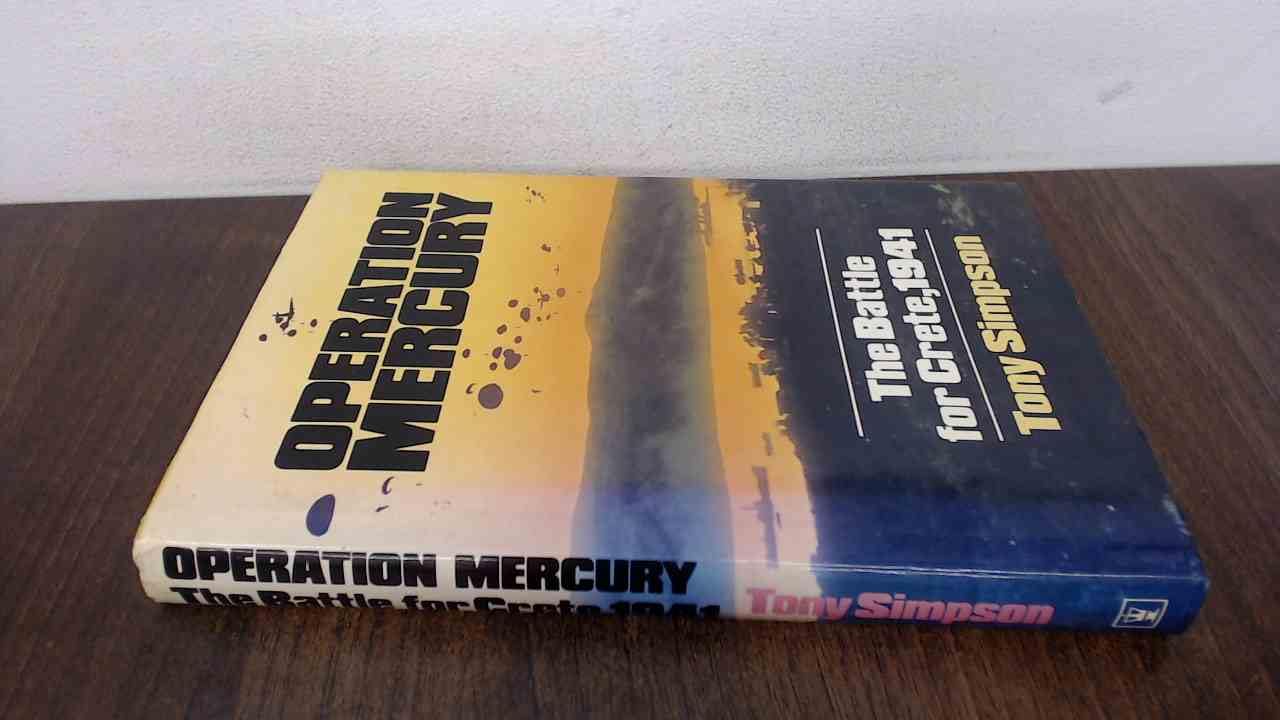 OPERATION
MERCURY
The Battle
for Crete,1941
Tony Simpson
OPERATION MERCURY
The Battle for Crete,1941
Tony Simpson